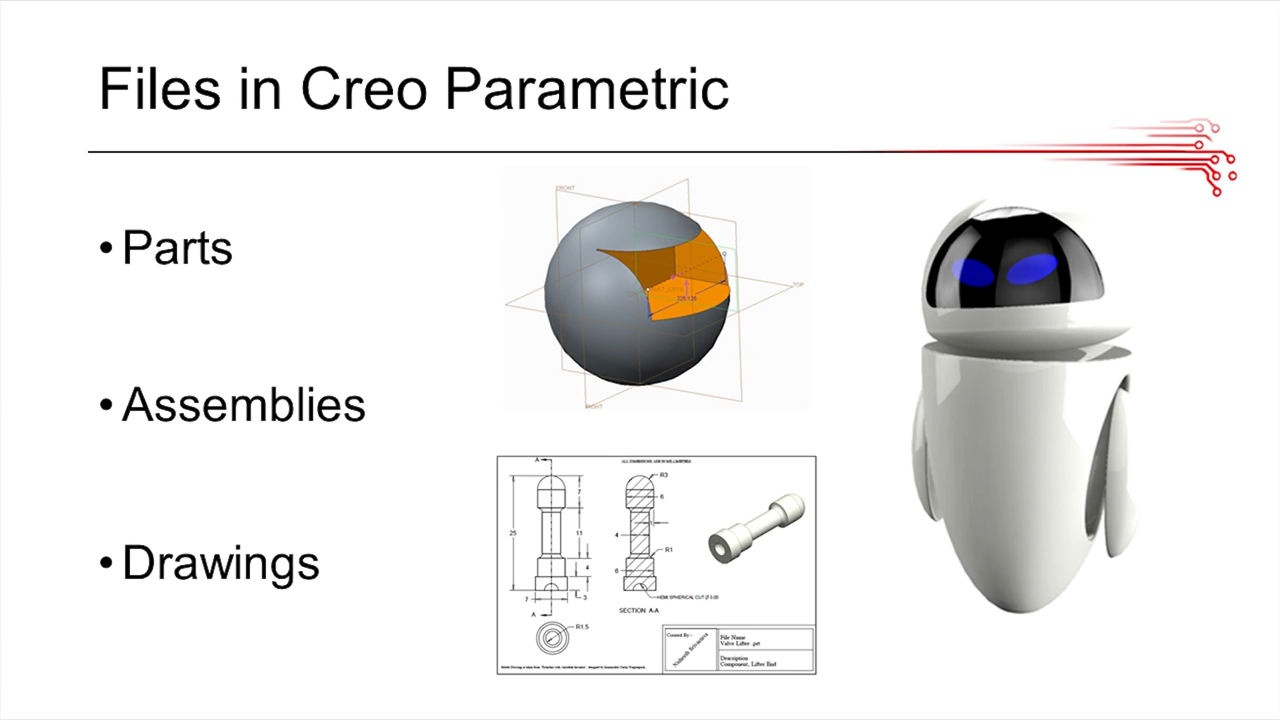 Files in Creo Parametric
• Parts
• Assemblies
• Drawings
FRONT
TOP
RIGHT
ALL DIMENSIONS ARE IN MILLIMETERS
A
A
25
7
11
4
3
7
R3
6
4
R1
6
HEMI SPHERICAL CUT Ø 3.00
SECTION A-A
R1.5
Created By:-
File Name
Valve Lifter .prt
Description
Component, Lifter End